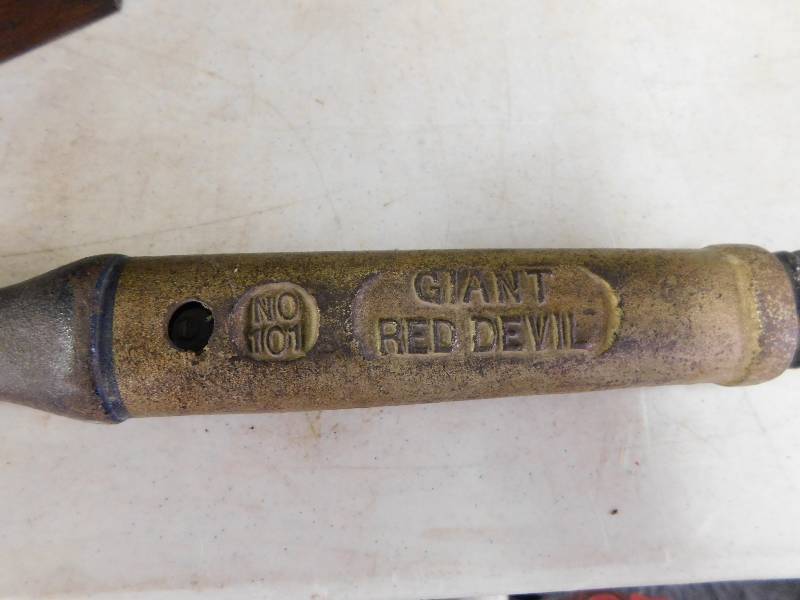 NO
101
GIANT
RED DEVIL